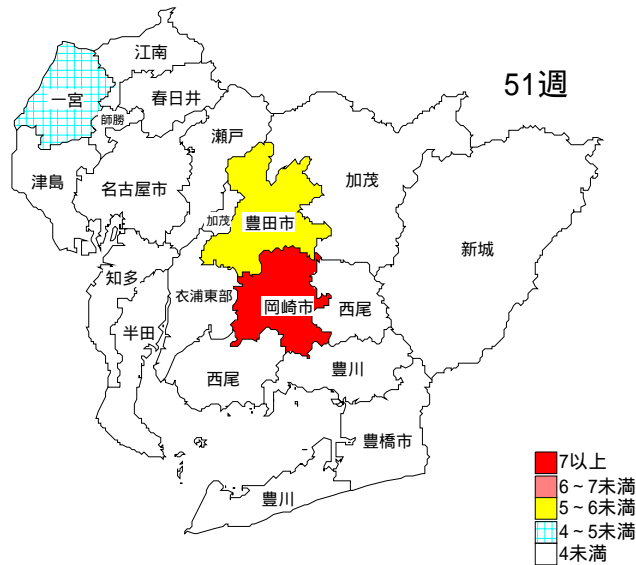 51週
江南
一宮
春日井
師勝
瀬戸
津島
名古屋市
加茂
加茂
豊田市
新城
知多
衣浦東部
岡崎市
西尾
半田
西尾
豊川
豊橋市
豊川
7以上
6~7未満
5~6未満
4~5未満
4未満